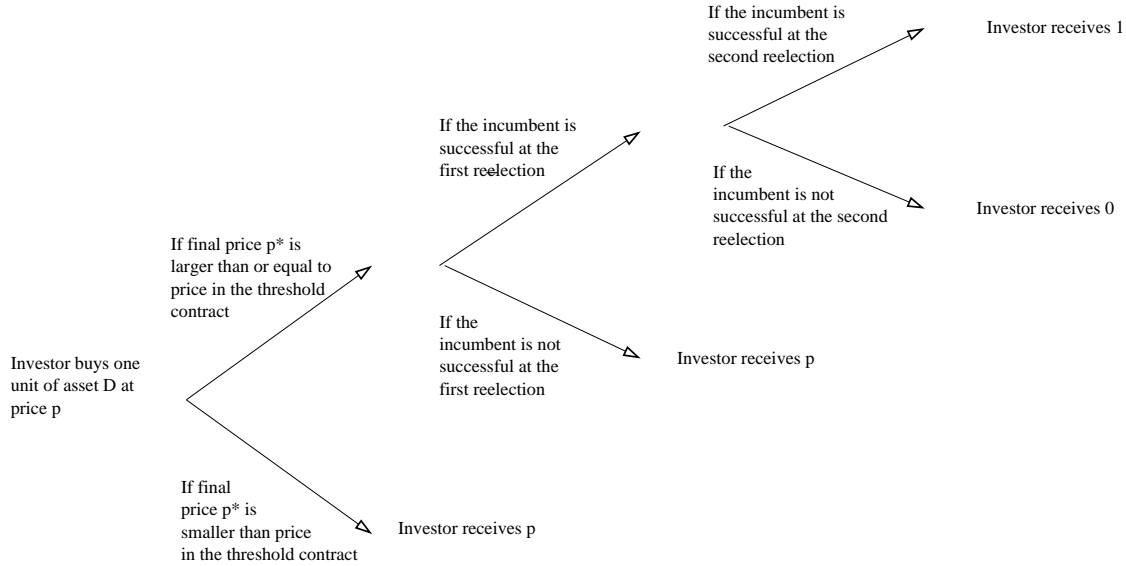 If the incumbent is
successful at the
second reelection
Investor receives 1
If the incumbent is
successful at the
first reelection
If the
incumbent is not
successful at the second
reelection
Investor receives 0
If final price p* is
larger than or equal to
price in the threshold
contract
If the
incumbent is not
successful at the
first reelection
Investor receives p
Investor buys one
unit of asset D at
price p
If final
price p* is
smaller than price
in the threshold contract
Investor receives p